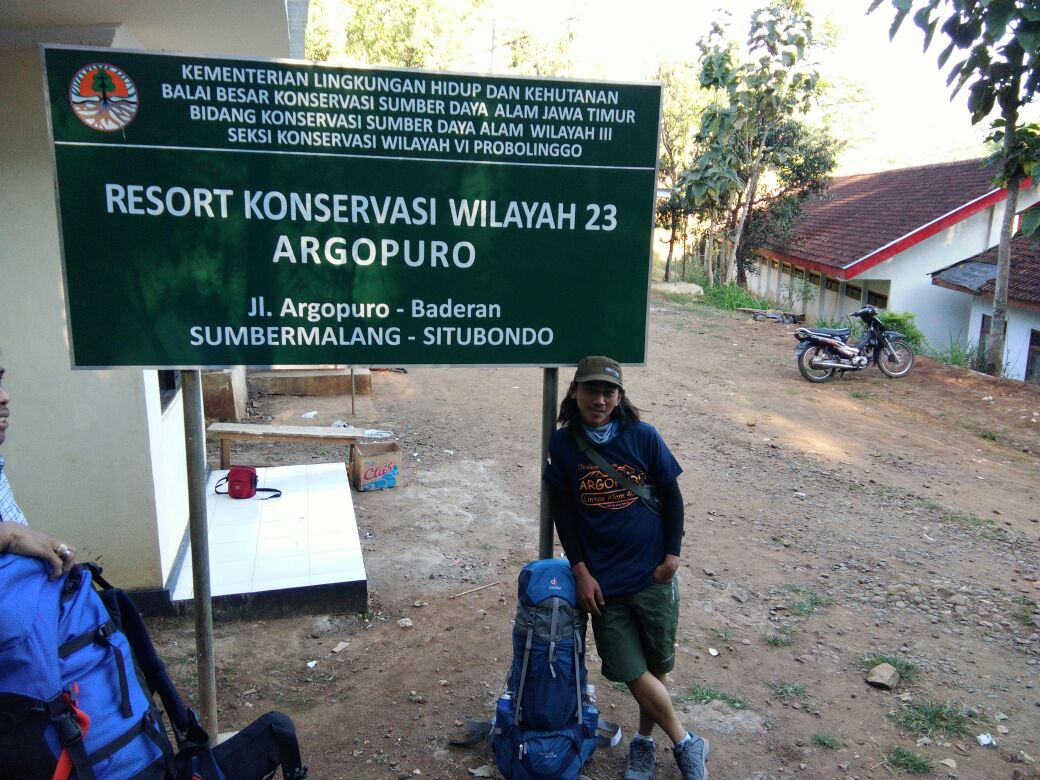 KEMENTERIAN LINGKUNGAN HIDUP DAN KEHUTANAN
BALAI BESAR KONSERVASI SUMBER DAYA ALAM JAWA TIMUR
BIDANG KONSERVASI SUMBER DAYA ALAM WILAYAH III
SEKSI KONSERVASI WILAYAH VI PROBOLINGGO
RESORT KONSERVASI WILAYAH 23
ARGOPURO
Jl. Argopuro - Baderan
SUMBERMALANG - SITUBONDO
Club
ARGOPURO
Lintas Alam
deuter